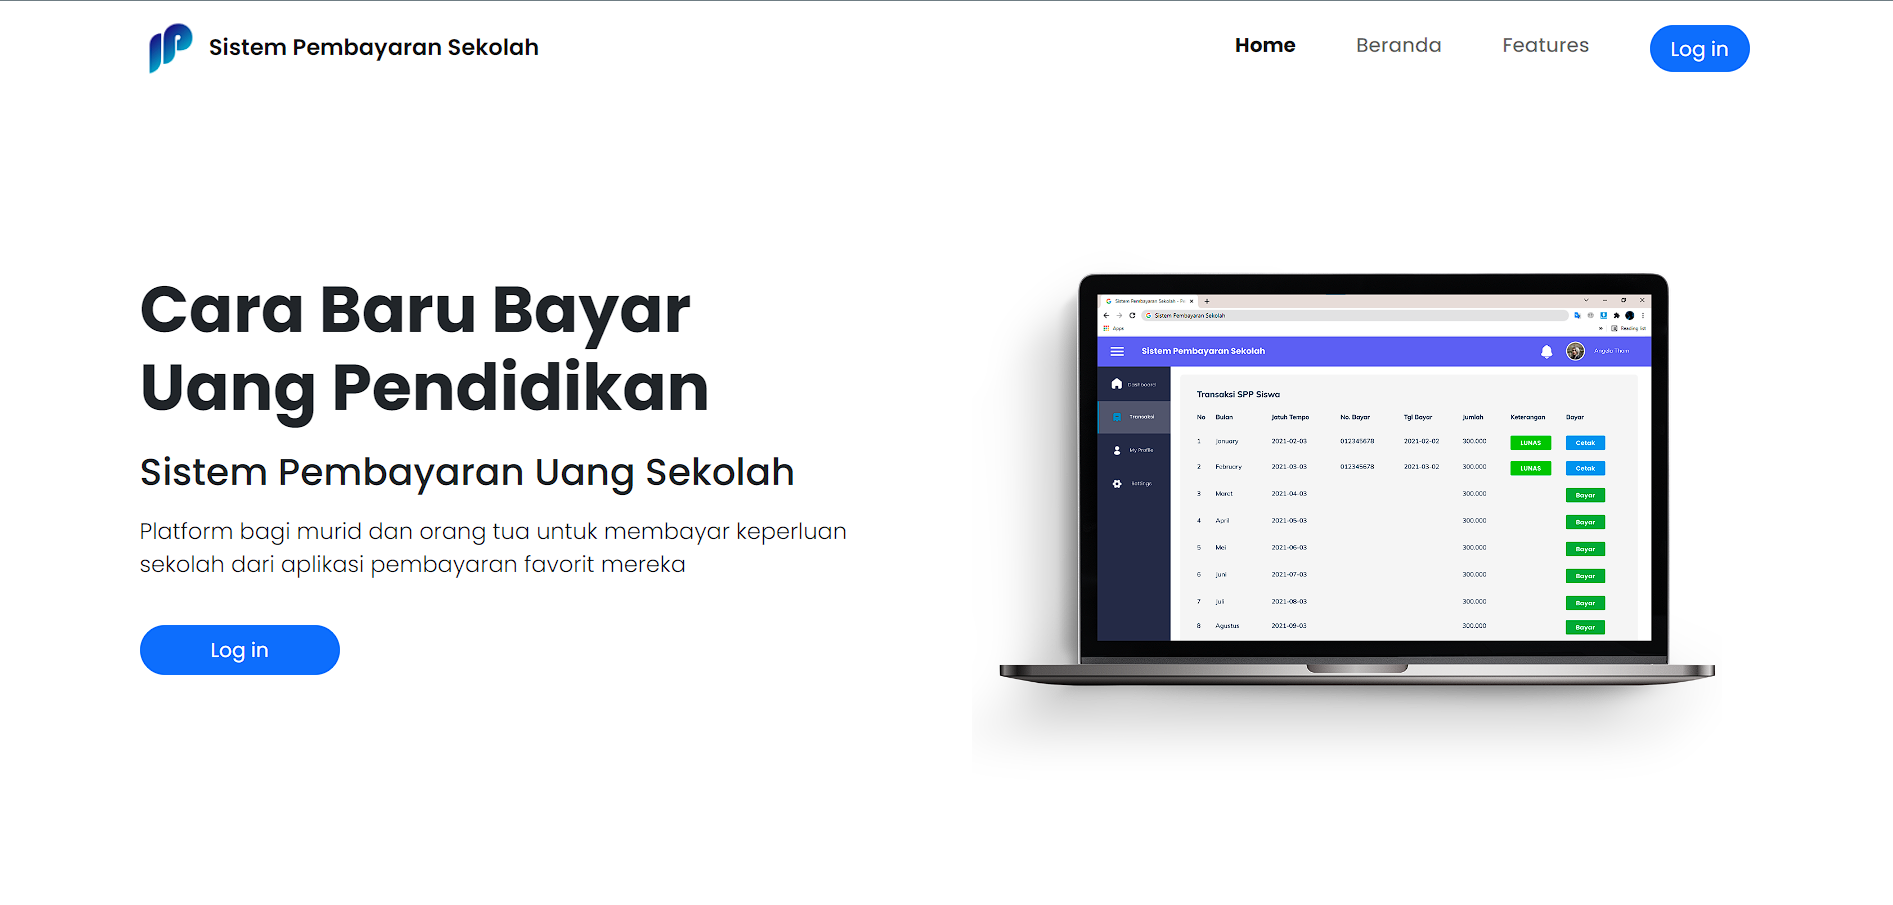 Sistem Pembayaran Sekolah
Home Beranda Features Log in
Cara Baru Bayar
Uang Pendidikan
Sistem Pembayaran Uang Sekolah
Platform bagi murid dan orang tua untuk membayar keperluan
sekolah dari aplikasi pembayaran favorit mereka
Log in
Sistem Pembayaran Sekolah
Sistem Pembayaran Sekolah
Apps Reading list
Sistem Pembayaran Sekolah Angela Thom
Dashboard
Transaksi
My Profile
Settings
Transaksi SPP Siswa
No Bulan Jatuh Tempo No. Bayar Tgl Bayar Jumlah Keterangan Bayar
1 January 2021-02-03 012345678 2021-02-02 300.000 LUNAS Cetak
2 February 2021-03-03 012345678 2021-03-02 300.000 LUNAS Cetak
3 Maret 2021-04-03 300.000 Bayar
4 April 2021-05-03 300.000 Bayar
5 Mei 2021-06-03 300.000 Bayar
6 Juni 2021-07-03 300.000 Bayar
7 Juli 2021-08-03 300.000 Bayar
8 Agustus 2021-09-03 300.000 Bayar